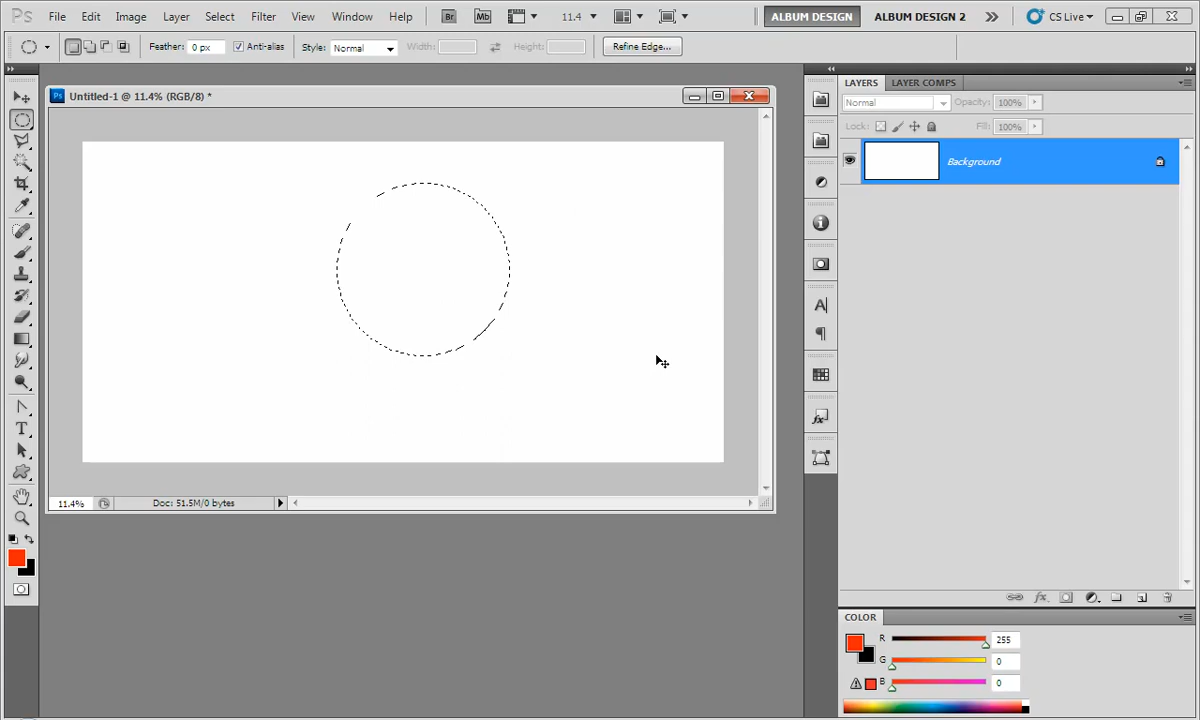 Ps File Edit Image Layer Select Filter View Window Help Br Mb 11.4 ALBUM DESIGN ALBUM DESIGN 2 CS Live
Feather: 0 px Anti-alias Style: Normal Width: Height: Refine Edge...
Ps Untitled-1 @ 11.4% (RGB/8) *
LAYERS LAYER COMPS
Normal Opacity: 100%
Lock: Fill: 100%
Background
11.4% Doc: 51.5M/0 bytes
COLOR
R 255
G 0
B 0